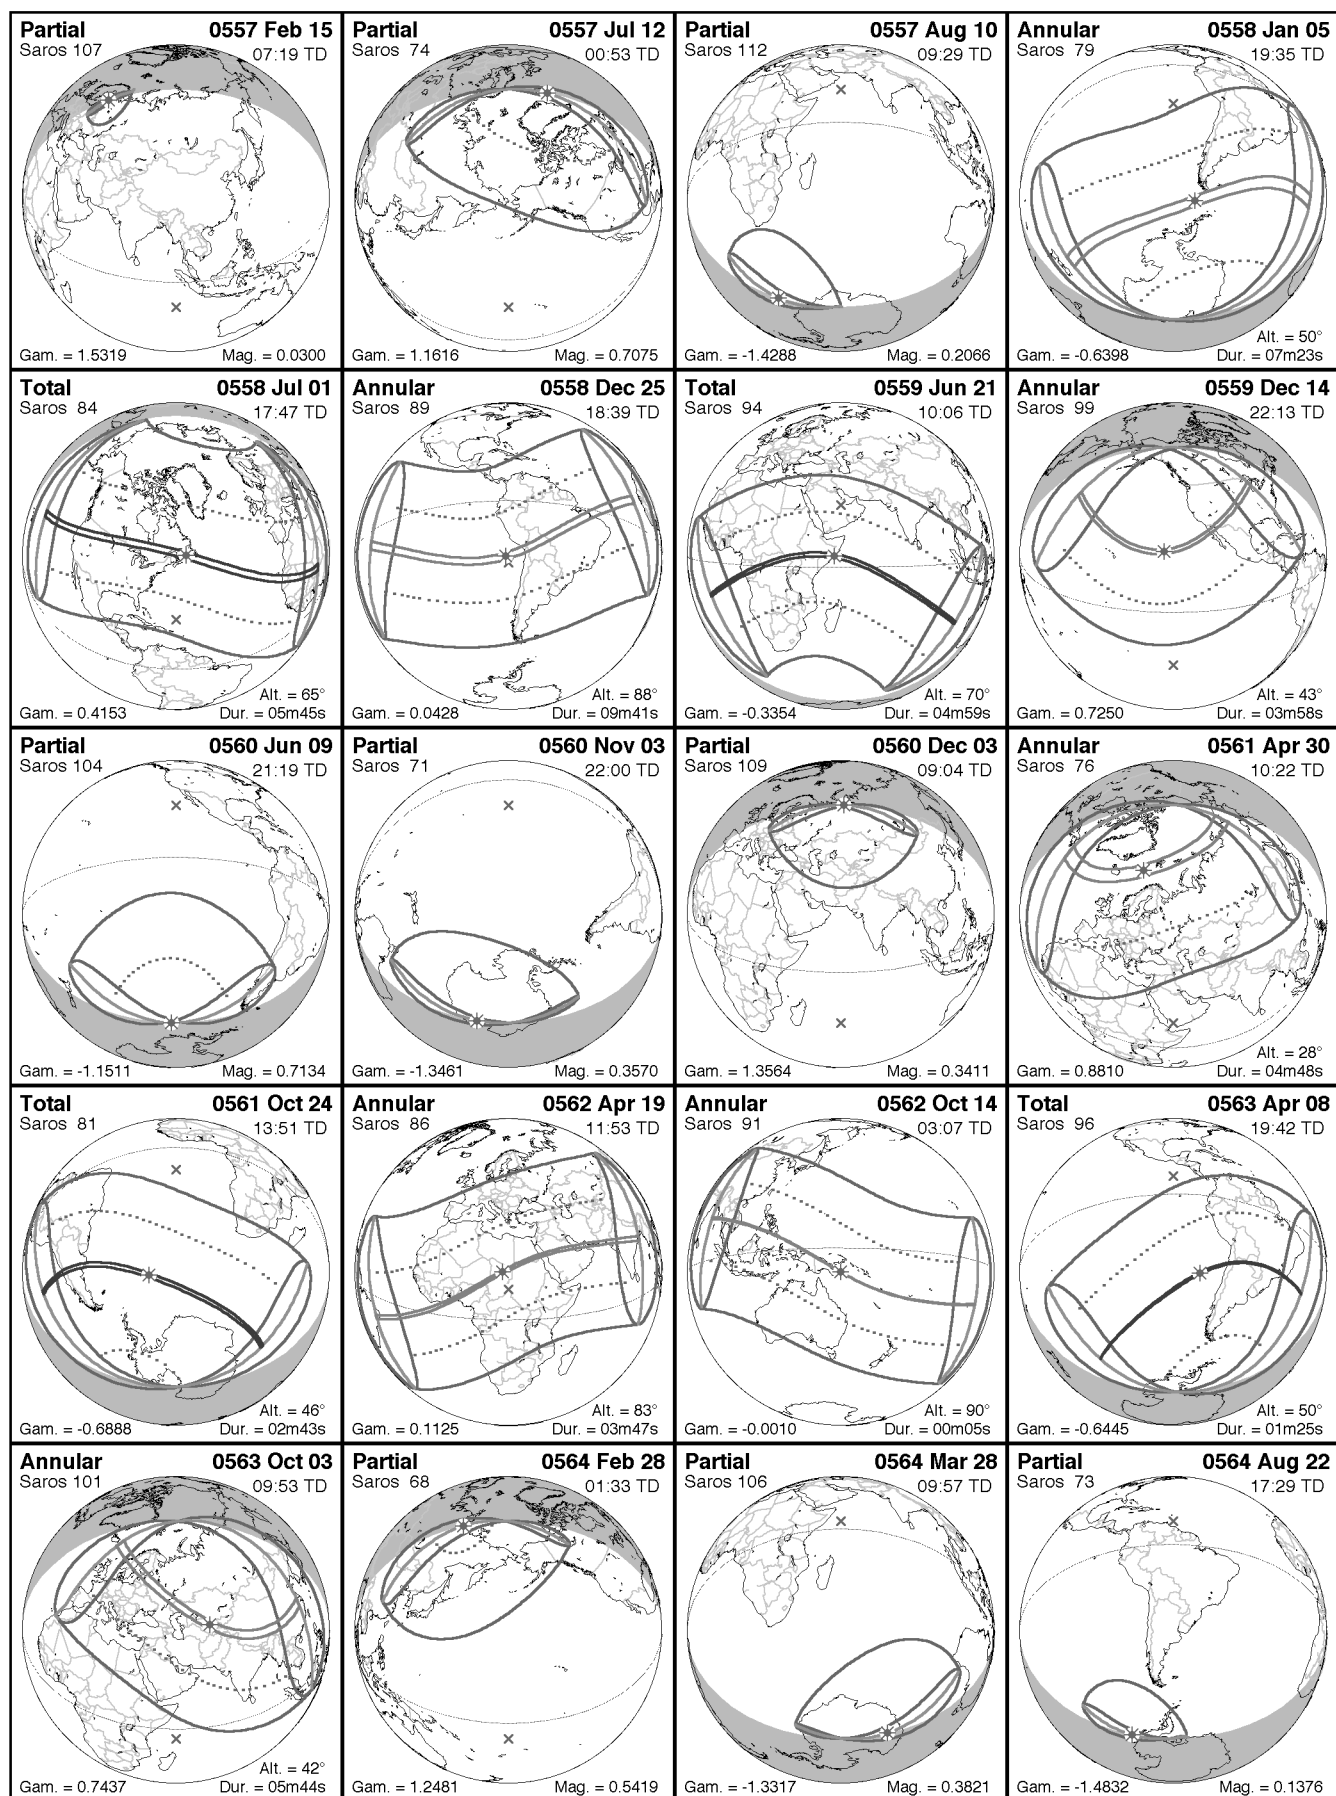 Partial 0557 Feb 15
Saros 107 07:19 TD
Gam. = 1.5319 Mag. = 0.0300
Partial 0557 Jul 12
Saros 74 00:53 TD
Gam. = 1.1616 Mag. = 0.7075
Partial 0557 Aug 10
Saros 112 09:29 TD
Gam. = -1.4288 Mag. = 0.2066
Annular 0558 Jan 05
Saros 79 19:35 TD
Alt. = 50°
Gam. = -0.6398 Dur. = 07m23s
Total 0558 Jul 01
Saros 84 17:47 TD
Alt. = 65°
Gam. = 0.4153 Dur. = 05m45s
Annular 0558 Dec 25
Saros 89 18:39 TD
Alt. = 88°
Gam. = 0.0428 Dur. = 09m41s
Total 0559 Jun 21
Saros 94 10:06 TD
Alt. = 70°
Gam. = -0.3354 Dur. = 04m59s
Annular 0559 Dec 14
Saros 99 22:13 TD
Alt. = 43°
Gam. = 0.7250 Dur. = 03m58s
Partial 0560 Jun 09
Saros 104 21:19 TD
Gam. = -1.1511 Mag. = 0.7134
Partial 0560 Nov 03
Saros 71 22:00 TD
Gam. = -1.3461 Mag. = 0.3570
Partial 0560 Dec 03
Saros 109 09:04 TD
Gam. = 1.3564 Mag. = 0.3411
Annular 0561 Apr 30
Saros 76 10:22 TD
Alt. = 28°
Gam. = 0.8810 Dur. = 04m48s
Total 0561 Oct 24
Saros 81 13:51 TD
Alt. = 46°
Gam. = -0.6888 Dur. = 02m43s
Annular 0562 Apr 19
Saros 86 11:53 TD
Alt. = 83°
Gam. = 0.1125 Dur. = 03m47s
Annular 0562 Oct 14
Saros 91 03:07 TD
Alt. = 90°
Gam. = -0.0010 Dur. = 00m05s
Total 0563 Apr 08
Saros 96 19:42 TD
Alt. = 50°
Gam. = -0.6445 Dur. = 01m25s
Annular 0563 Oct 03
Saros 101 09:53 TD
Alt. = 42°
Gam. = 0.7437 Dur. = 05m44s
Partial 0564 Feb 28
Saros 68 01:33 TD
Gam. = 1.2481 Mag. = 0.5419
Partial 0564 Mar 28
Saros 106 09:57 TD
Gam. = -1.3317 Mag. = 0.3821
Partial 0564 Aug 22
Saros 73 17:29 TD
Gam. = -1.4832 Mag. = 0.1376